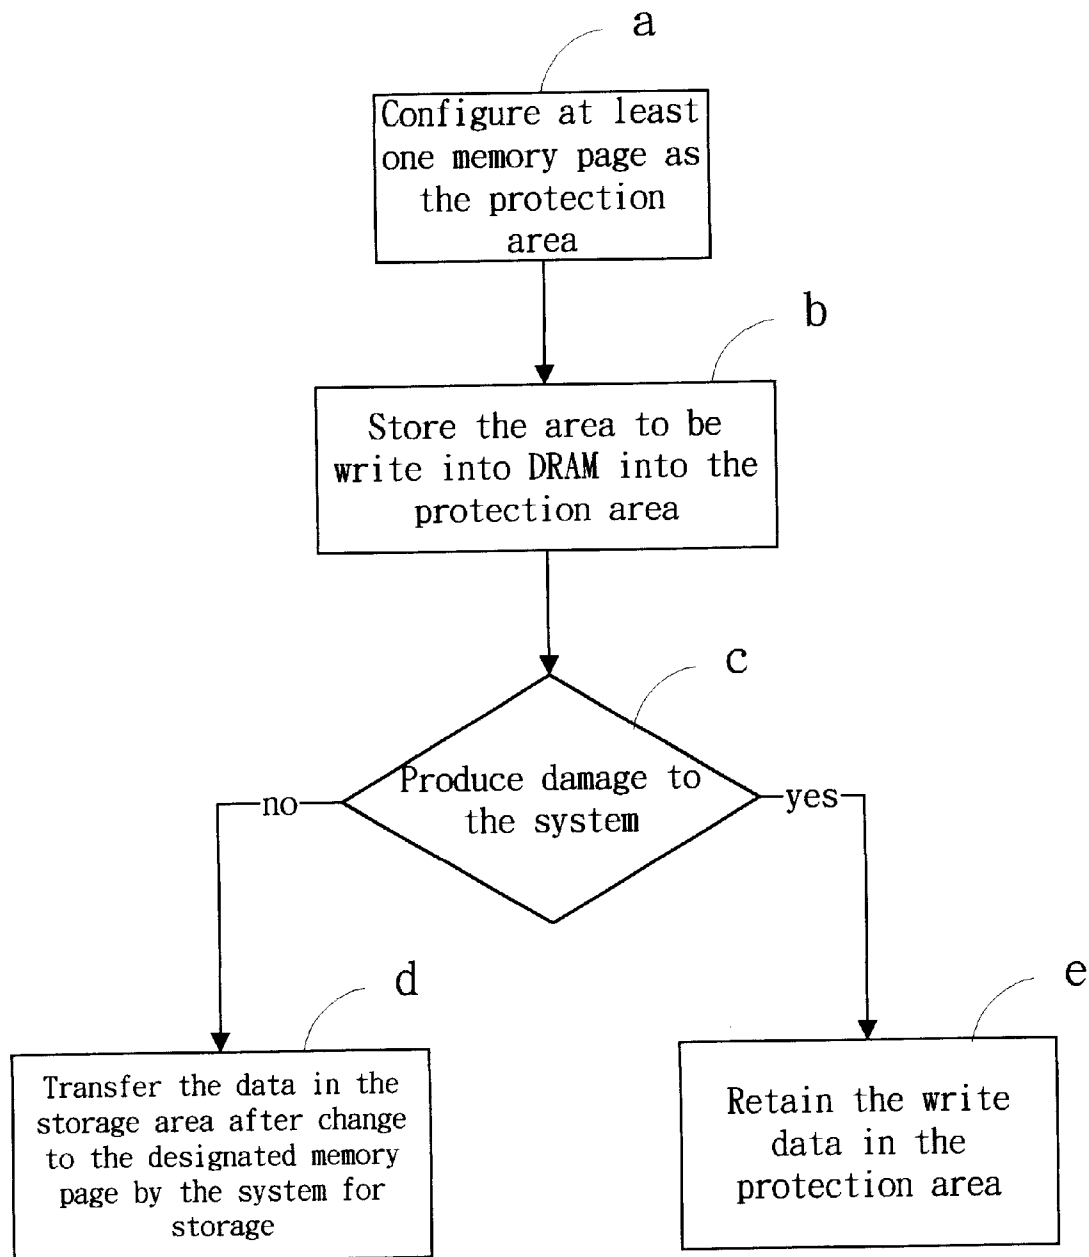 a
Configure at least
one memory page as
the protection
area
b
Store the area to be
write into DRAM into the
protection area
c
Produce damage to
the system
no
yes
d
e
Transfer the data in the
storage area after change
to the designated memory
page by the system for
storage
Retain the write
data in the
protection area